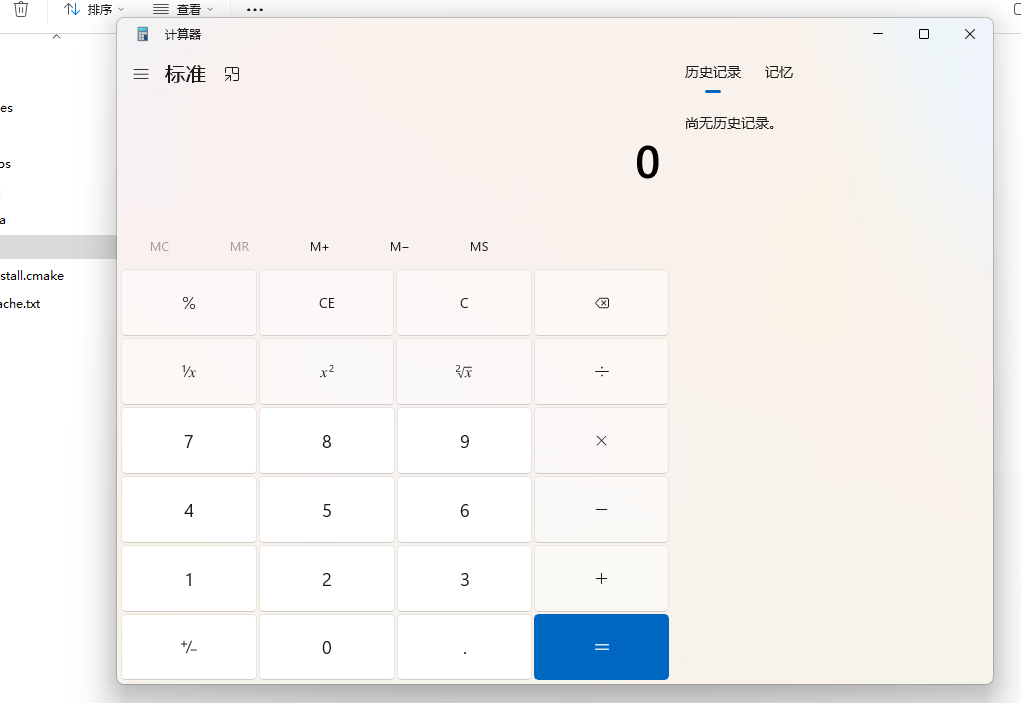 排序 查看 ...
计算器
标准
历史记录 记忆
尚无历史记录。
0
MC MR M+ M− MS
% CE C
⅟x x² ²√x ÷
7 8 9 ×
4 5 6 −
1 2 3 +
+/− 0 . =
es
ps
a
stall.cmake
ache.txt